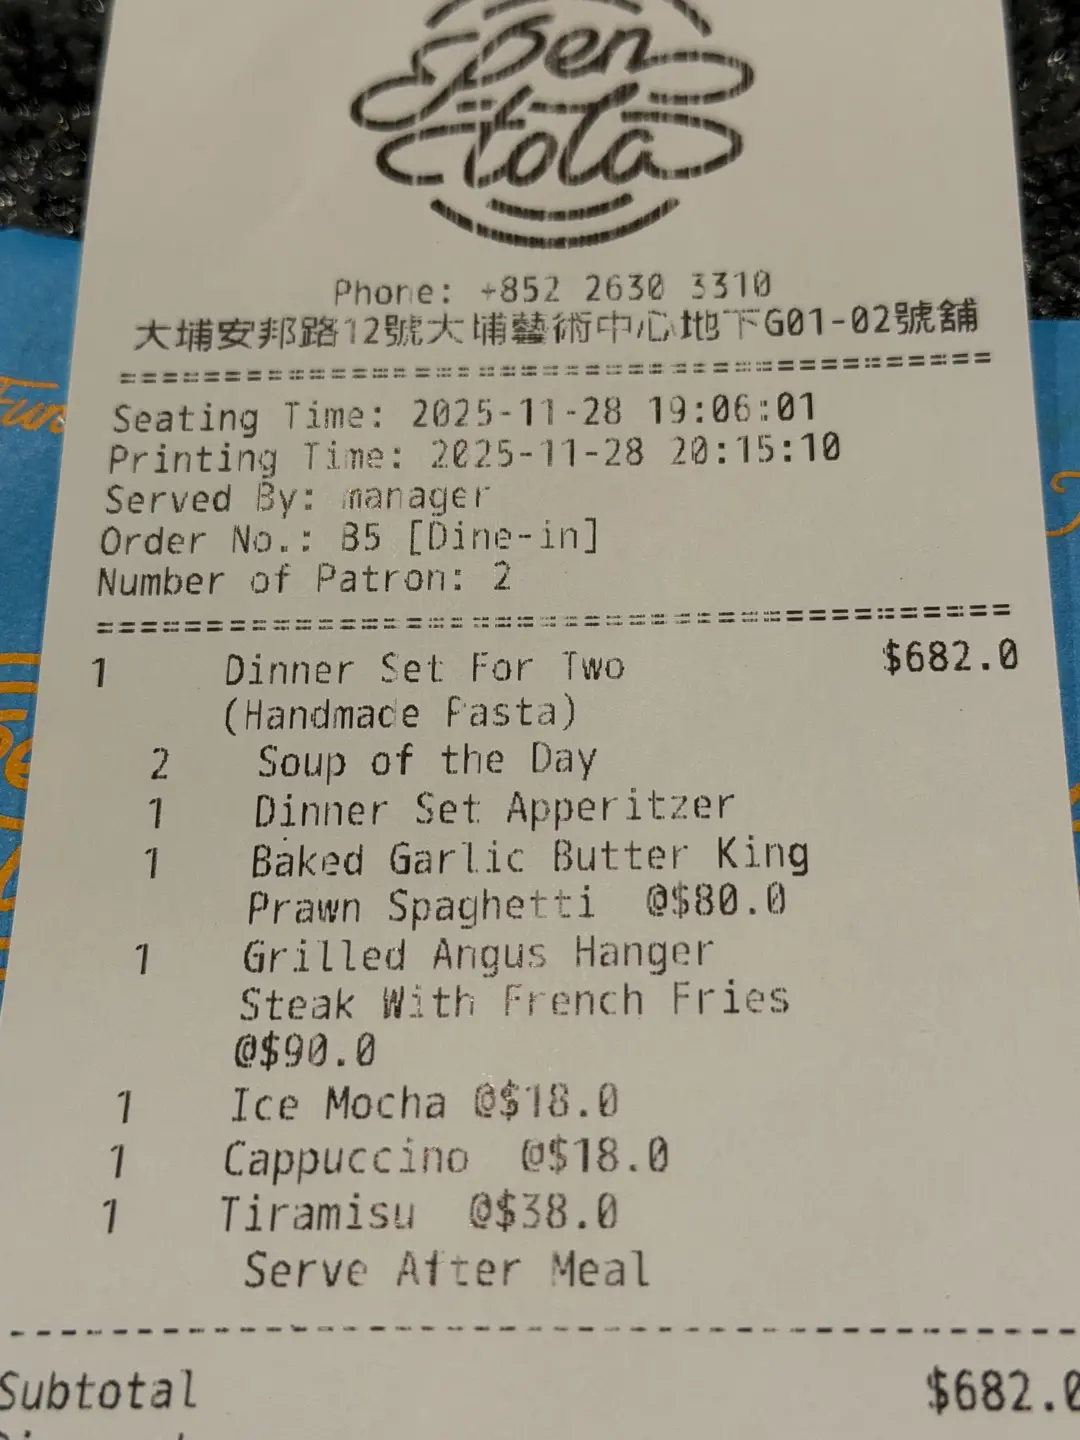 Pen
tola
Phone: +852 2630 3310
大埔安邦路12號大埔藝術中心地下G01-02號舖
========================================
Seating Time: 2025-11-28 19:06:01
Printing Time: 2025-11-28 20:15:10
Served By: manager
Order No.: B5 [Dine-in]
Number of Patron: 2
========================================
1 Dinner Set For Two $682.0
(Handmade Pasta)
2 Soup of the Day
1 Dinner Set Apperitzer
1 Baked Garlic Butter King
Prawn Spaghetti @$80.0
1 Grilled Angus Hanger
Steak With French Fries
@$90.0
1 Ice Mocha @$18.0
1 Cappuccino @$18.0
1 Tiramisu @$38.0
Serve After Meal
----------------------------------------
Subtotal $682.0